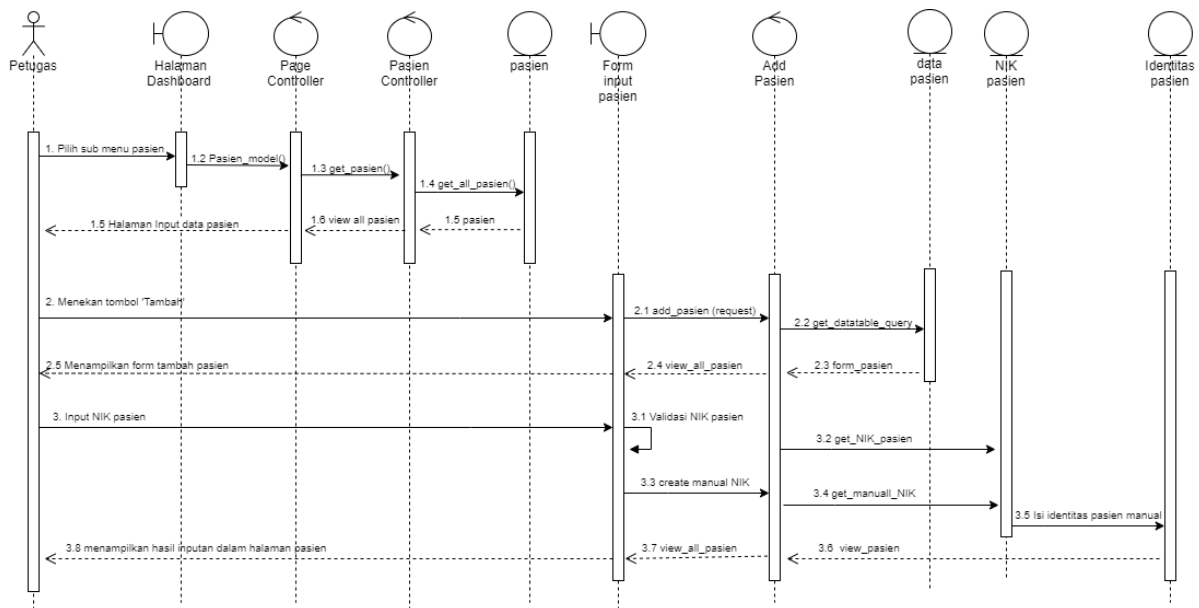 Petugas
Halaman
Dashboard
Page
Controller
Pasien
Controller
pasien
Form
input
pasien
Add
Pasien
data
pasien
NIK
pasien
Identitas
pasien
1. Pilih sub menu pasien
1.2 Pasien_model()
1.3 get_pasien()
1.4 get_all_pasien()
1.5 Halaman Input data pasien
1.6 view all pasien
1.5 pasien
2. Menekan tombol 'Tambah'
2.1 add_pasien (request)
2.2 get_datatable_query
2.5 Menampilkan form tambah pasien
2.4 view_all_pasien
2.3 form_pasien
3. Input NIK pasien
3.1 Validasi NIK pasien
3.2 get_NIK_pasien
3.3 create manual NIK
3.4 get_manuall_NIK
3.5 Isi identitas pasien manual
3.8 menampilkan hasil inputan dalam halaman pasien
3.7 view_all_pasien
3.6 view_pasien